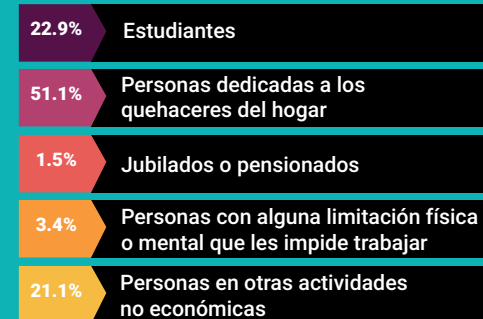 22.9% Estudiantes
51.1% Personas dedicadas a los
quehaceres del hogar
1.5% Jubilados o pensionados
3.4% Personas con alguna limitación física
o mental que les impide trabajar
21.1% Personas en otras actividades
no económicas